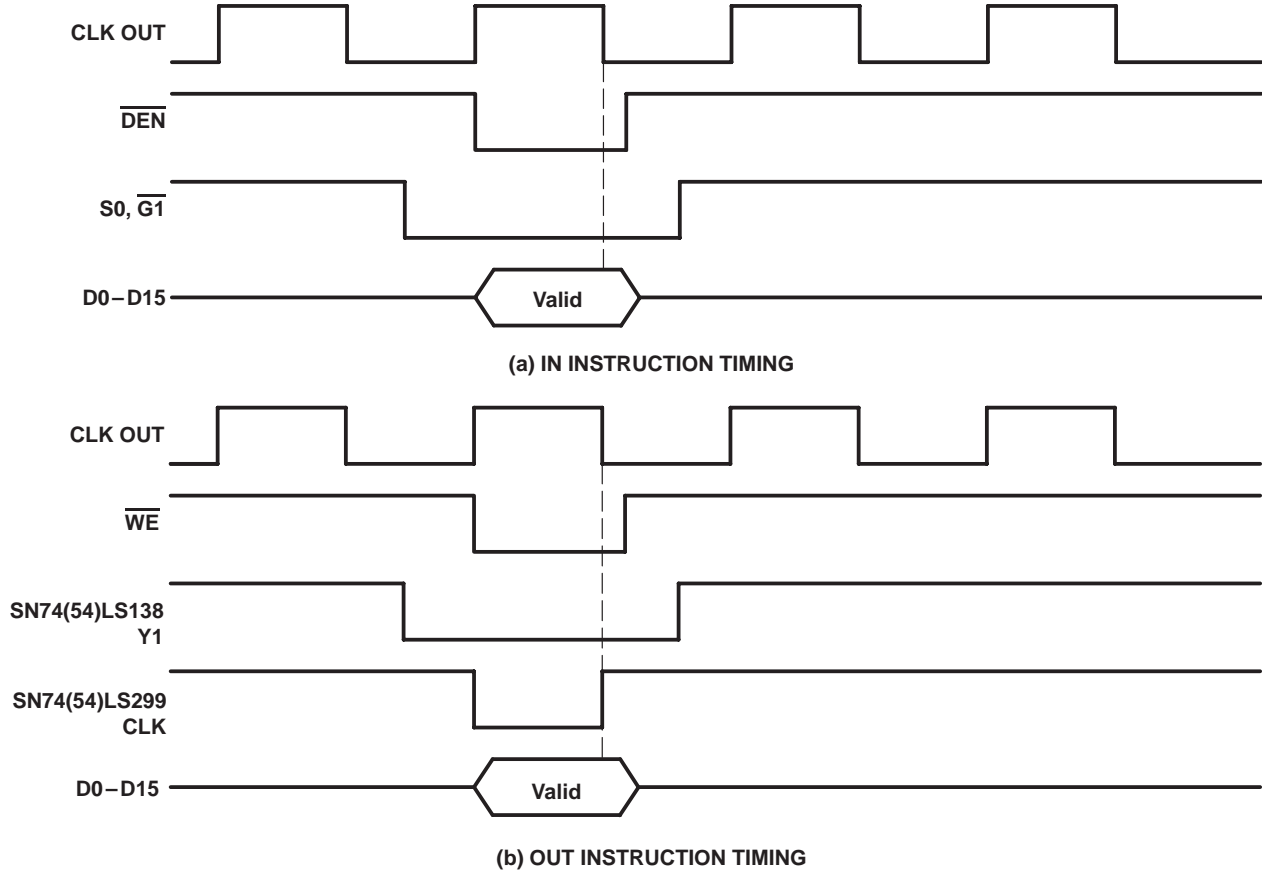 CLK OUT
DEN
S0, G1
D0–D15
Valid
(a) IN INSTRUCTION TIMING
CLK OUT
WE
SN74(54)LS138
Y1
SN74(54)LS299
CLK
D0–D15
Valid
(b) OUT INSTRUCTION TIMING